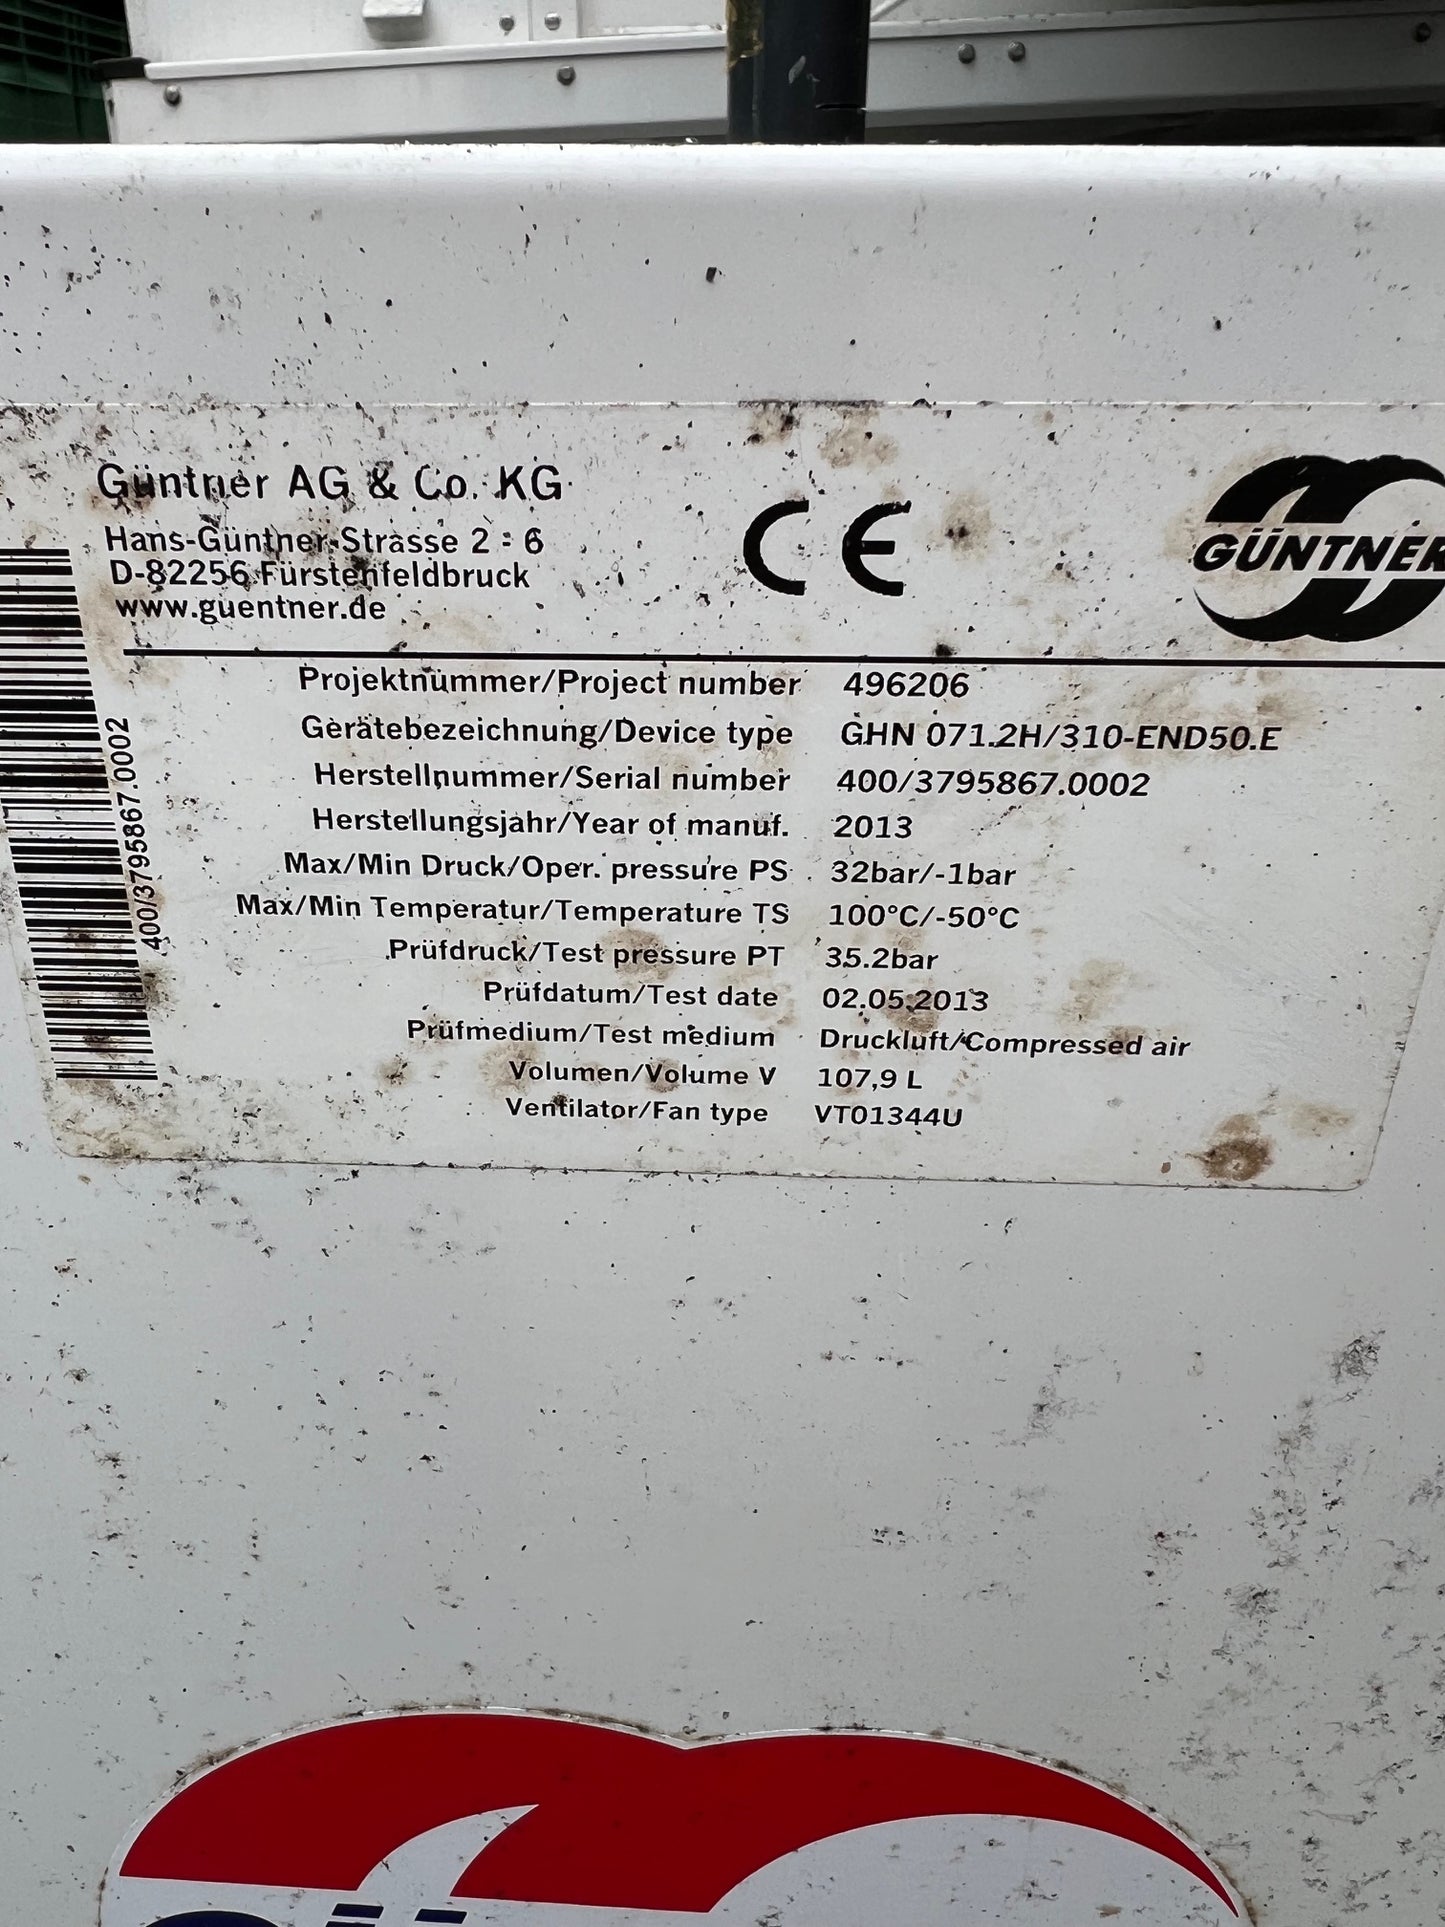 Güntner AG & Co. KG
Hans-Güntner-Strasse 2 - 6
D-82256 Fürstenfeldbruck
www.guentner.de
CE
GÜNTNER
400/3795867.0002
Projektnummer/Project number 496206
Gerätebezeichnung/Device type GHN 071.2H/310-END50.E
Herstellnummer/Serial number 400/3795867.0002
Herstellungsjahr/Year of manuf. 2013
Max/Min Druck/Oper. pressure PS 32bar/-1bar
Max/Min Temperatur/Temperature TS 100°C/-50°C
Prüfdruck/Test pressure PT 35.2bar
Prüfdatum/Test date 02.05.2013
Prüfmedium/Test medium Druckluft/Compressed air
Volumen/Volume V 107,9 L
Ventilator/Fan type VT01344U